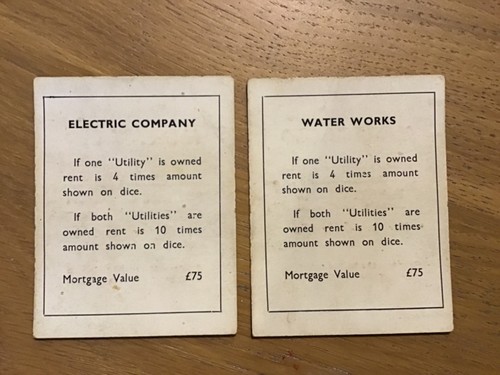 ELECTRIC COMPANY
If one "Utility" is owned
rent is 4 times amount
shown on dice.
If both "Utilities" are
owned rent is 10 times
amount shown on dice.
Mortgage Value £75
WATER WORKS
If one "Utility" is owned
rent is 4 times amount
shown on dice.
If both "Utilities" are
owned rent is 10 times
amount shown on dice.
Mortgage Value £75